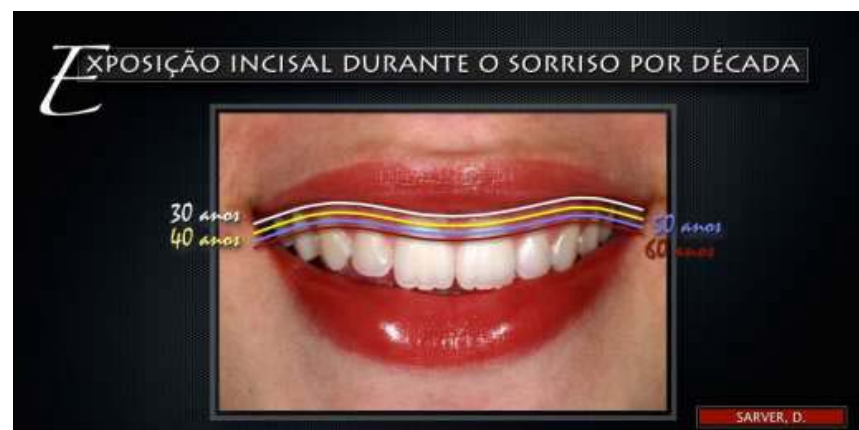 EXPOSIÇÃO INCISAL DURANTE O SORRISO POR DÉCADA
30 anos
40 anos
50 anos
60 anos
SARVER, D.